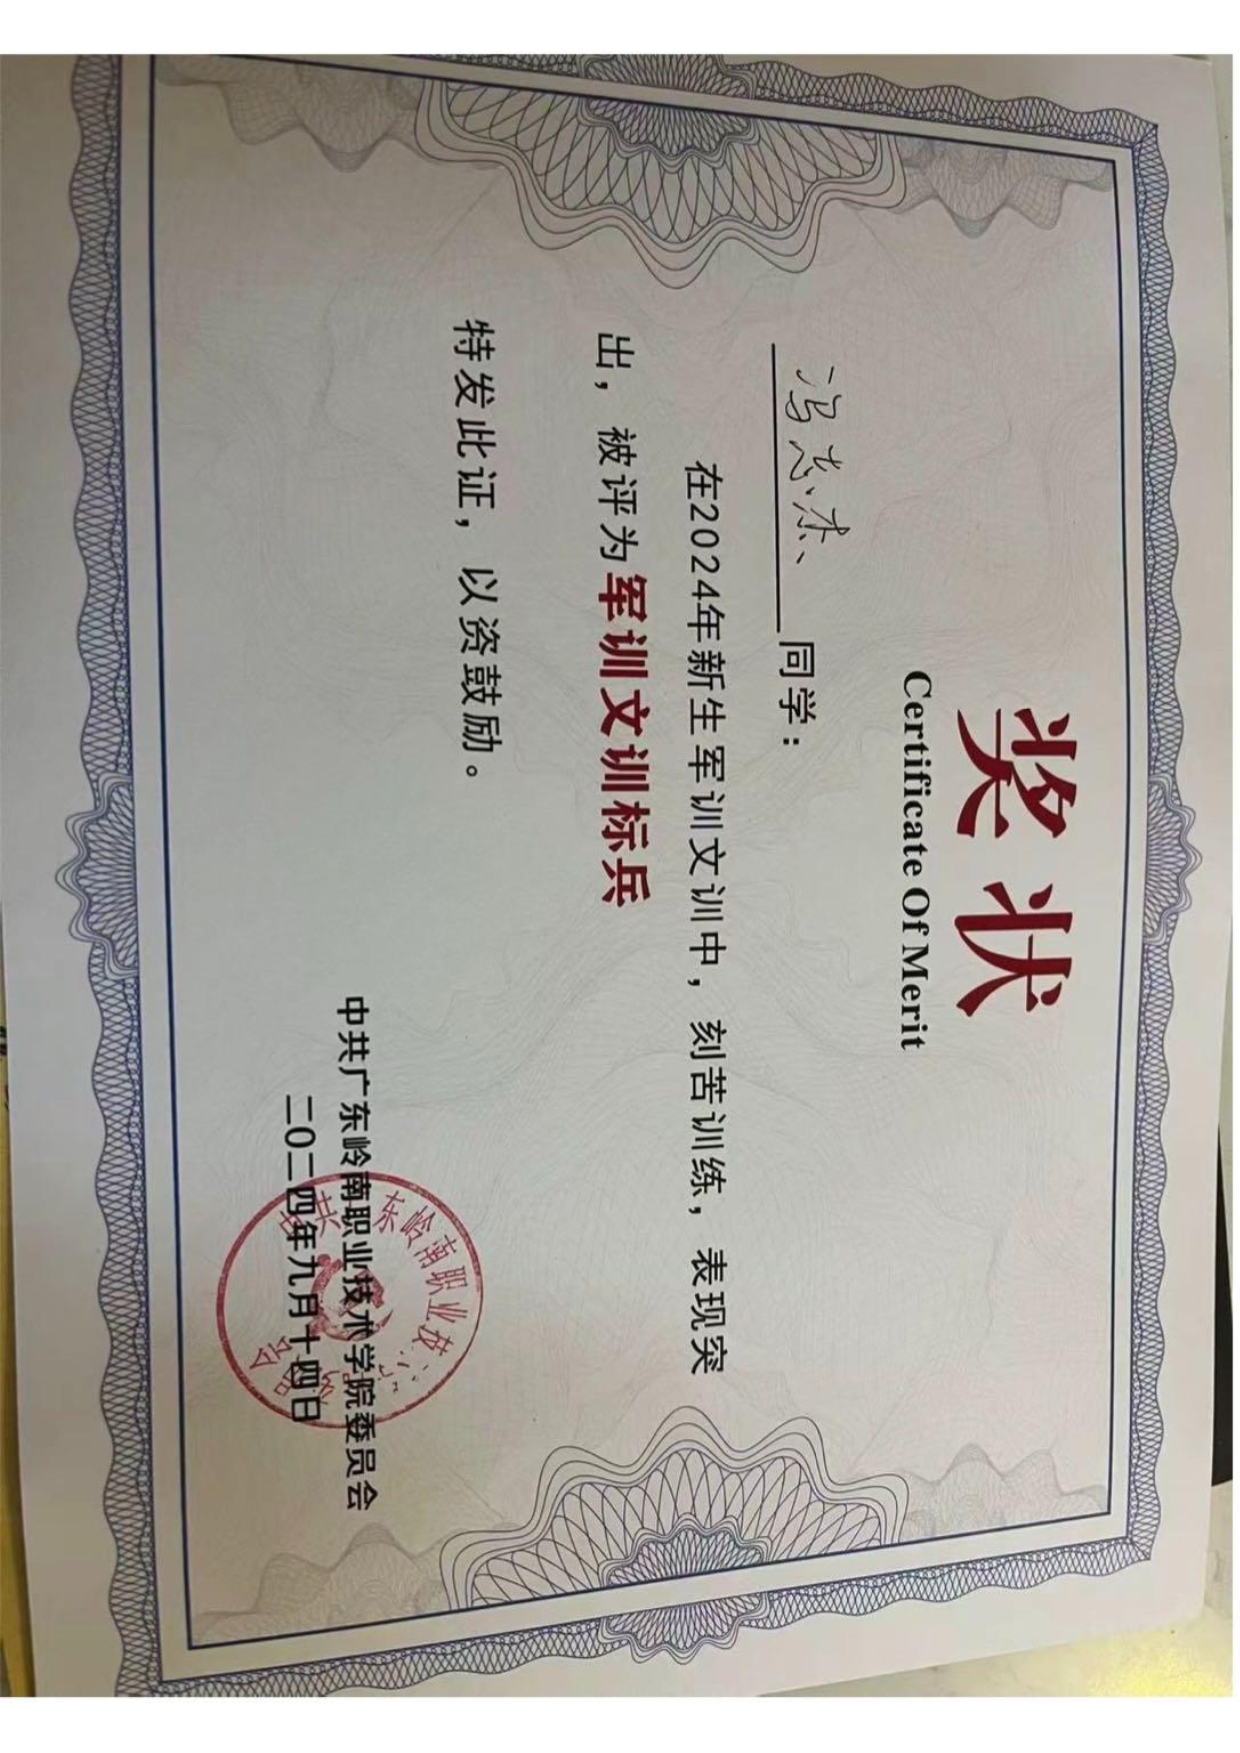 奖状
Certificate Of Merit
冯志杰同学：
在2024年新生军训文训中，刻苦训练，表现突
出，被评为军训文训标兵
特发此证，以资鼓励。
中共广东岭南职业技术学院委员会
二〇二四年九月十四日